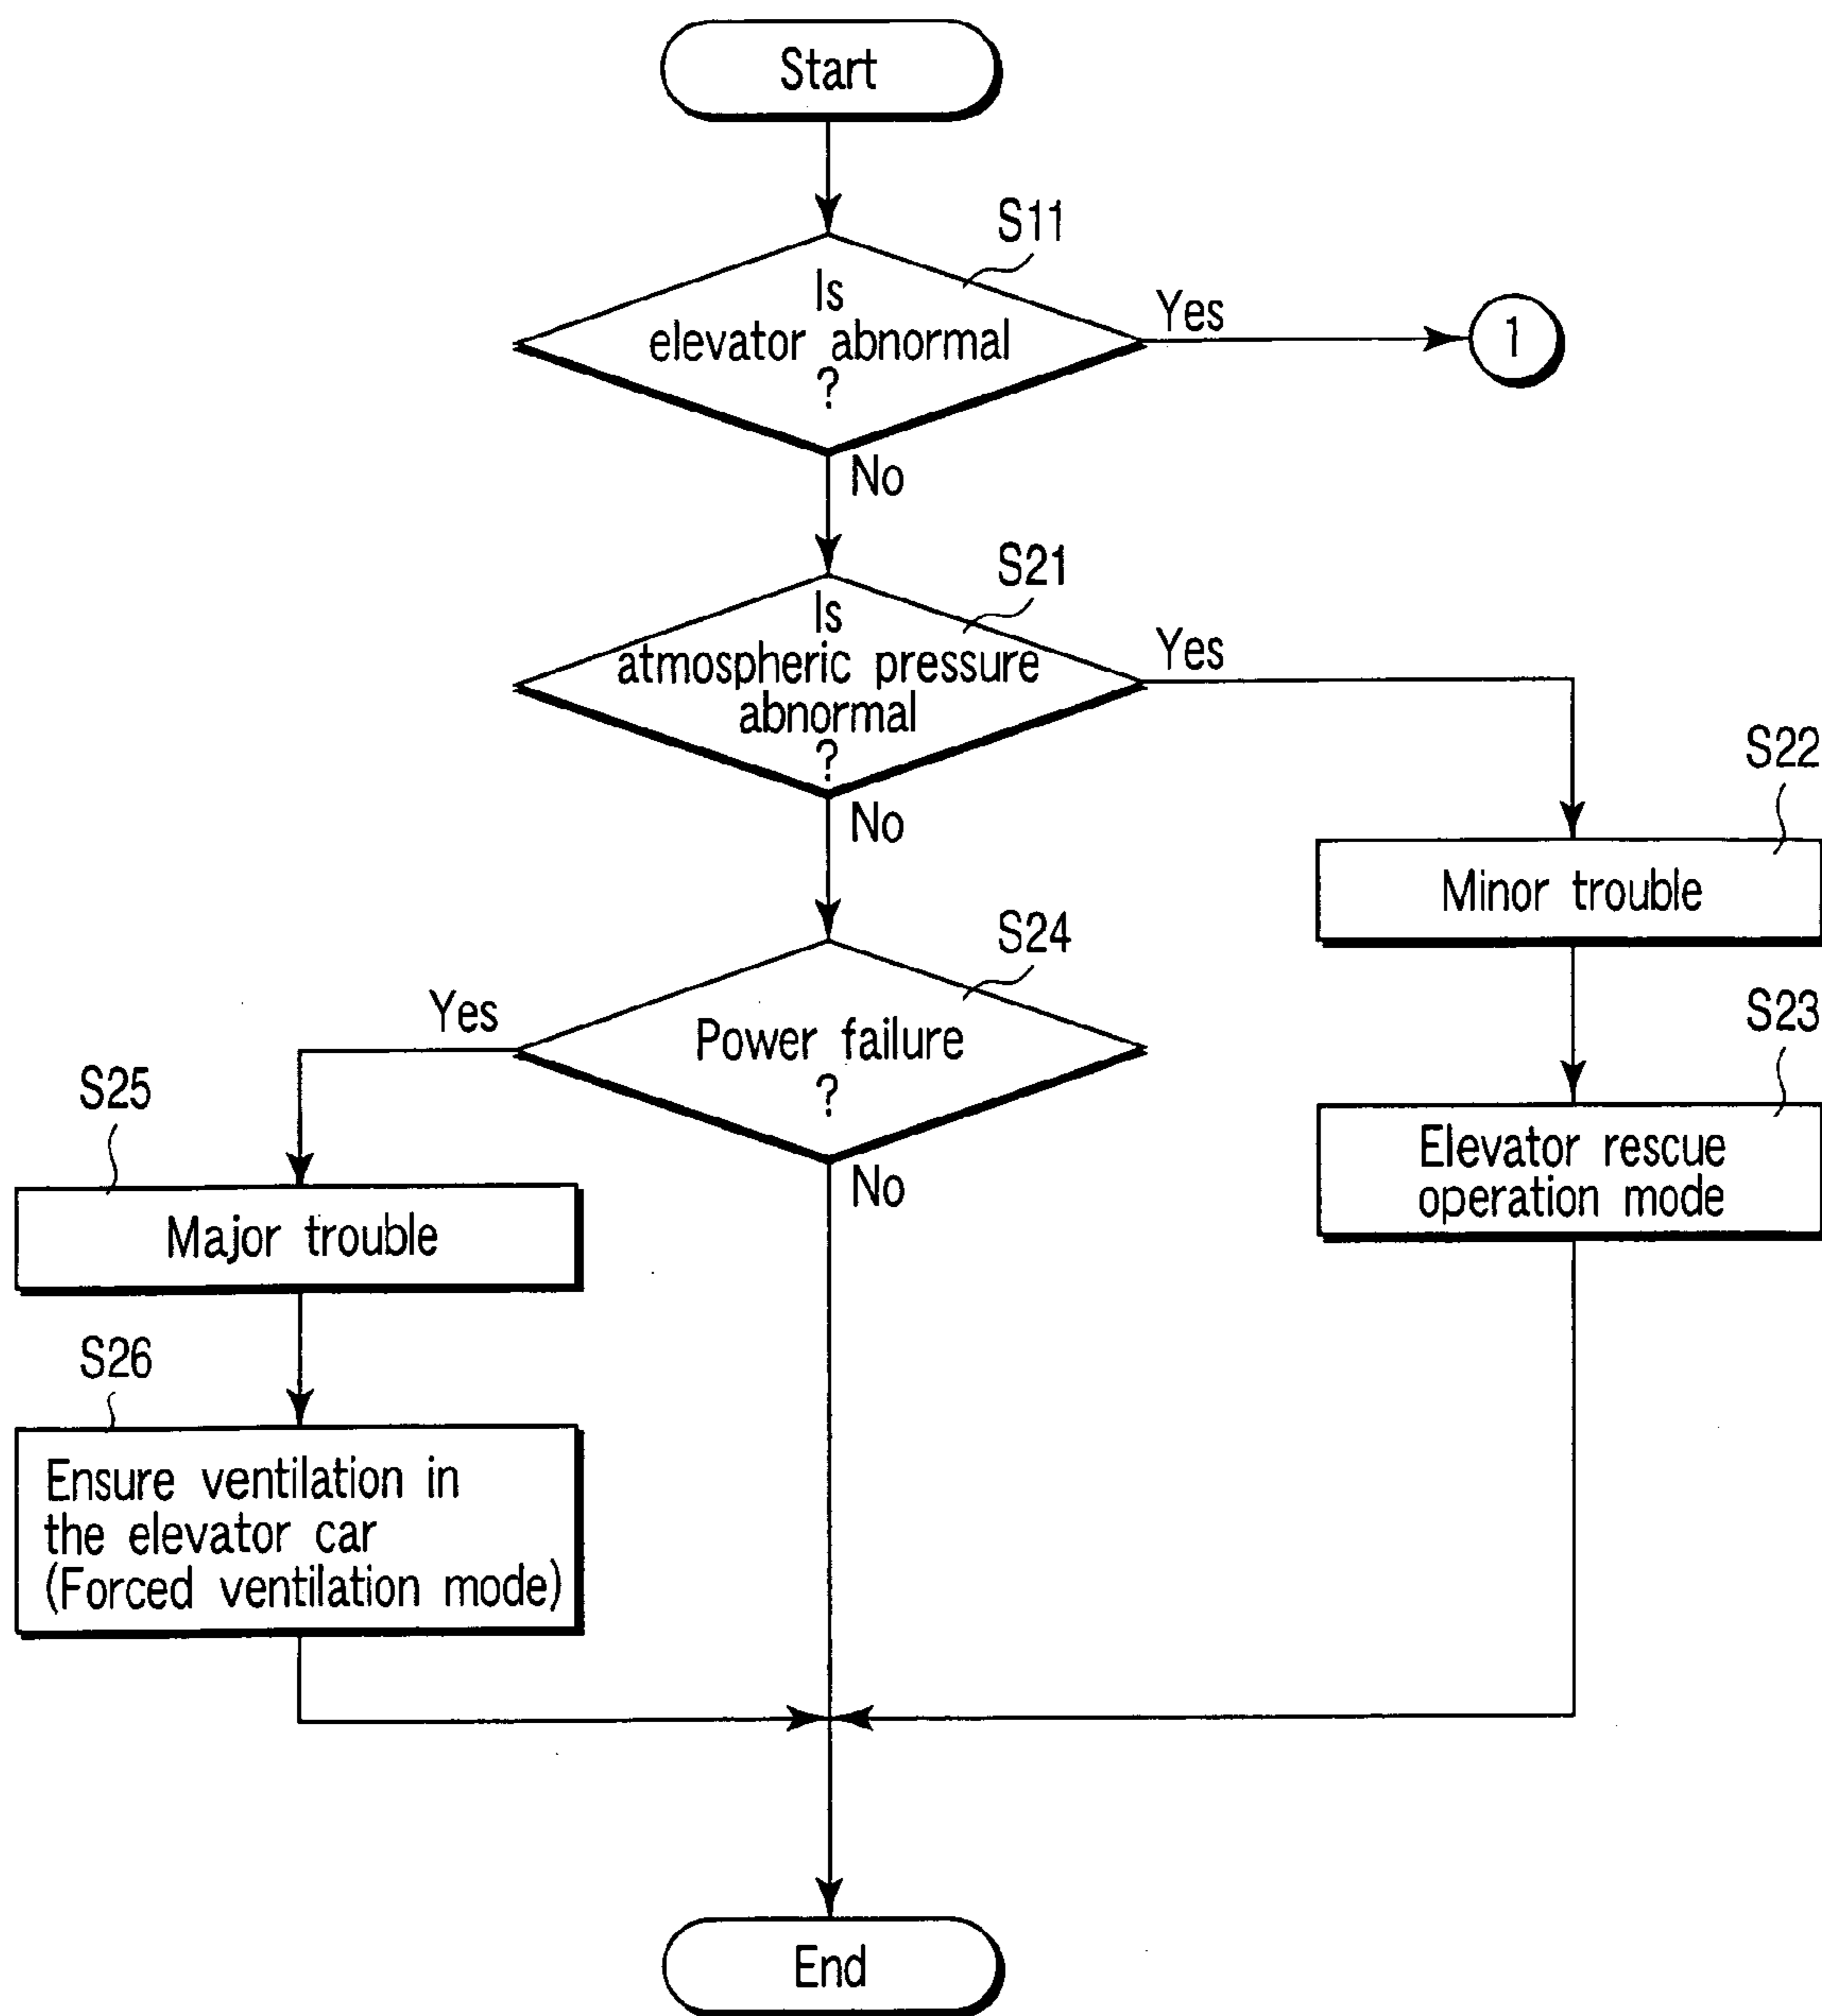 Start
S11
Is
elevator abnormal
?
Yes
1
No
S21
Is
atmospheric pressure
abnormal
?
Yes
No
S22
Minor trouble
S24
Power failure
?
Yes
No
S23
Elevator rescue
operation mode
S25
Major trouble
S26
Ensure ventilation in
the elevator car
(Forced ventilation mode)
End